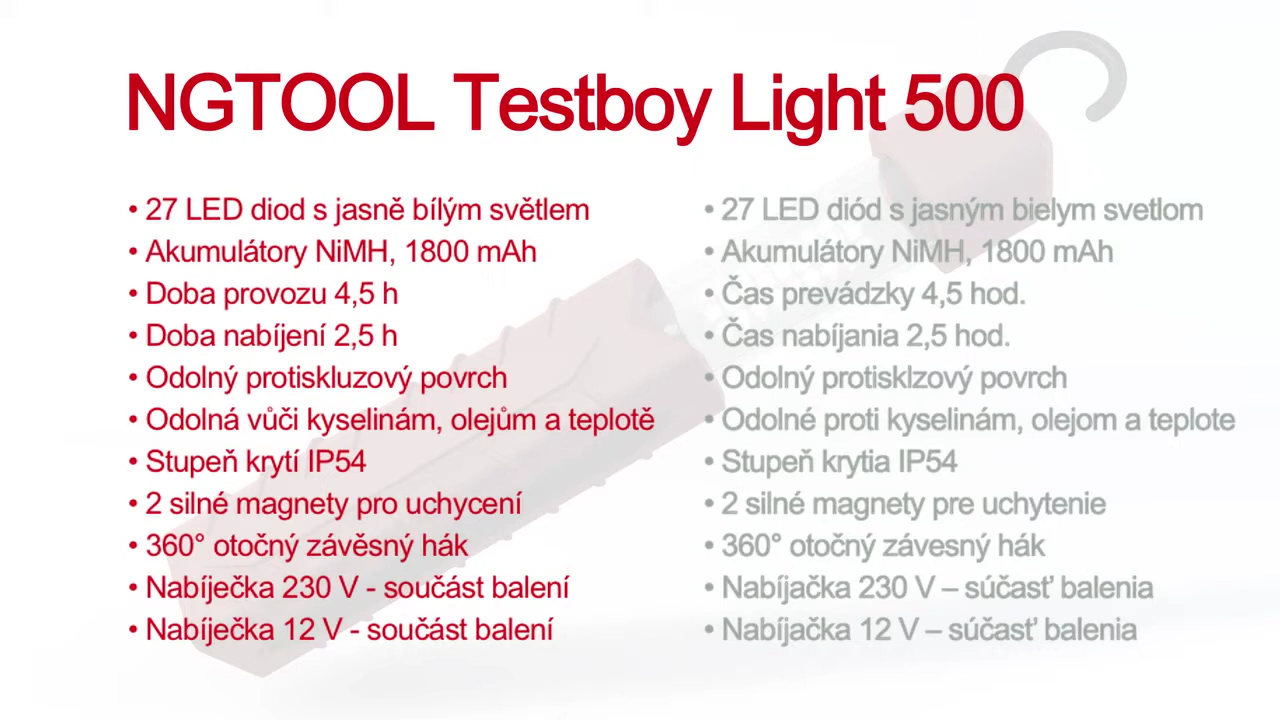 NGTOOL Testboy Light 500
• 27 LED diod s jasně bílým světlem
• Akumulátory NiMH, 1800 mAh
• Doba provozu 4,5 h
• Doba nabíjení 2,5 h
• Odolný protiskluzový povrch
• Odolná vůči kyselinám, olejům a teplotě
• Stupeň krytí IP54
• 2 silné magnety pro uchycení
• 360° otočný závěsný hák
• Nabíječka 230 V - součást balení
• Nabíječka 12 V - součást balení
• 27 LED diód s jasným bielym svetlom
• Akumulátory NiMH, 1800 mAh
• Čas prevádzky 4,5 hod.
• Čas nabíjania 2,5 hod.
• Odolný protisklzový povrch
• Odolné proti kyselinám, olejom a teplote
• Stupeň krytia IP54
• 2 silné magnety pre uchytenie
• 360° otočný závesný hák
• Nabíjačka 230 V – súčasť balenia
• Nabíjačka 12 V – súčasť balenia